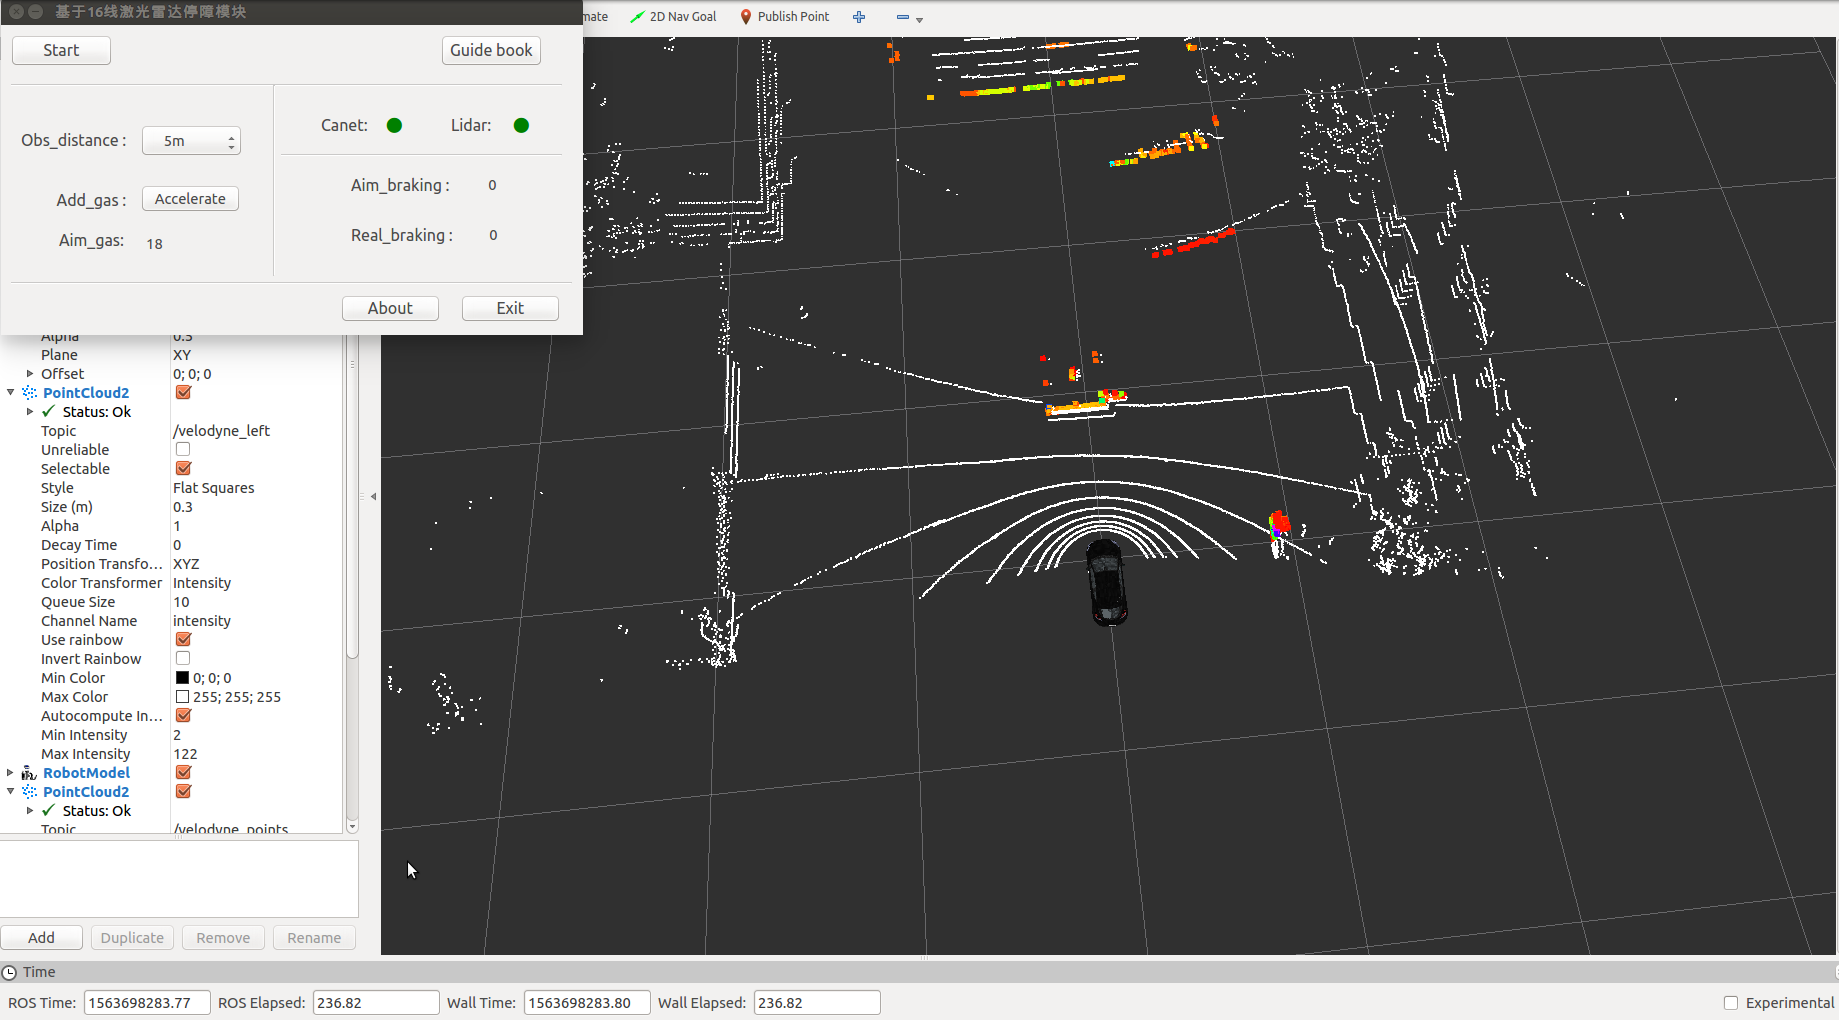 基于16线激光雷达停障模块
mate 2D Nav Goal Publish Point
Start Guide book
Canet: Lidar:
Obs_distance : 5m
Aim_braking : 0
Add_gas : Accelerate
Real_braking : 0
Aim_gas: 18
About Exit
Alpha 0.5
Plane XY
Offset 0; 0; 0
PointCloud2
Status: Ok
Topic /velodyne_left
Unreliable
Selectable
Style Flat Squares
Size (m) 0.3
Alpha 1
Decay Time 0
Position Transfo... XYZ
Color Transformer Intensity
Queue Size 10
Channel Name intensity
Use rainbow
Invert Rainbow
Min Color 0; 0; 0
Max Color 255; 255; 255
Autocompute In...
Min Intensity 2
Max Intensity 122
RobotModel
PointCloud2
Status: Ok
Topic /velodyne_points
Add Duplicate Remove Rename
Time
ROS Time: 1563698283.77 ROS Elapsed: 236.82 Wall Time: 1563698283.80 Wall Elapsed: 236.82 Experimental